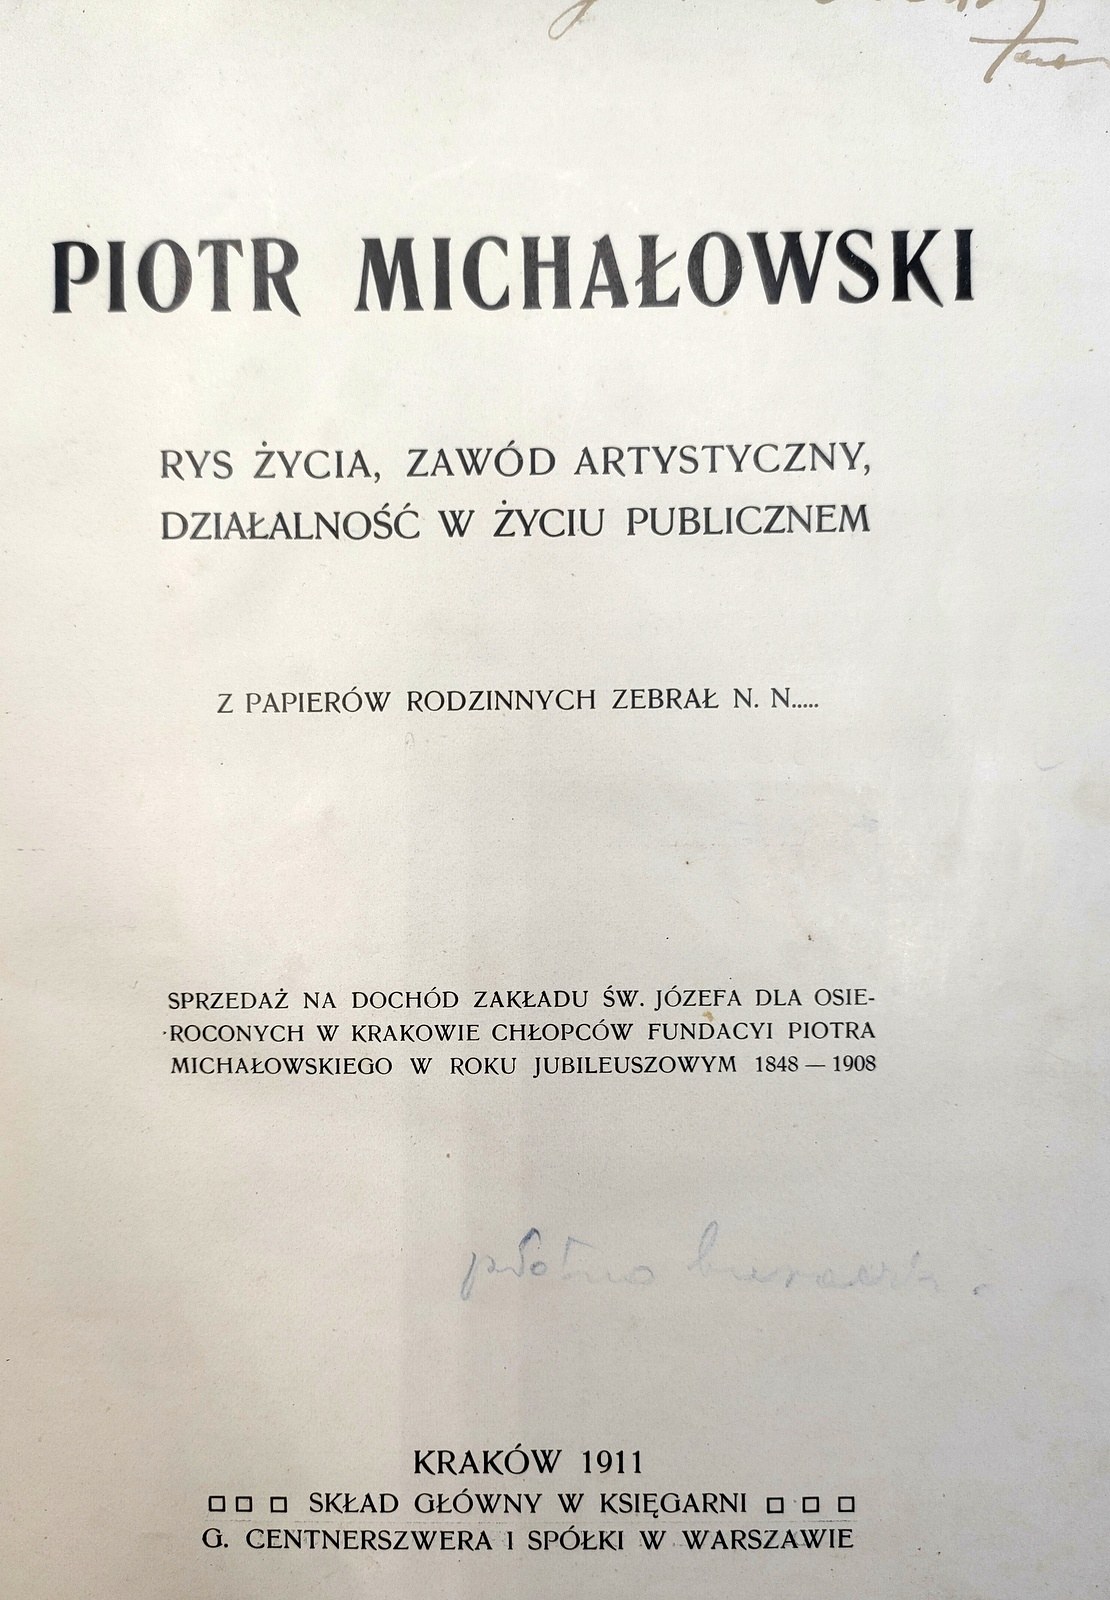 PIOTR MICHAŁOWSKI
RYS ŻYCIA, ZAWÓD ARTYSTYCZNY,
DZIAŁALNOŚĆ W ŻYCIU PUBLICZNEM
Z PAPIERÓW RODZINNYCH ZEBRAŁ N. N.....
SPRZEDAŻ NA DOCHÓD ZAKŁADU ŚW. JÓZEFA DLA OSIE-
ROCONYCH W KRAKOWIE CHŁOPCÓW FUNDACYI PIOTRA
MICHAŁOWSKIEGO W ROKU JUBILEUSZOWYM 1848 — 1908
płótno
KRAKÓW 1911
SKŁAD GŁÓWNY W KSIĘGARNI
G. CENTNERSZWERA I SPÓŁKI W WARSZAWIE